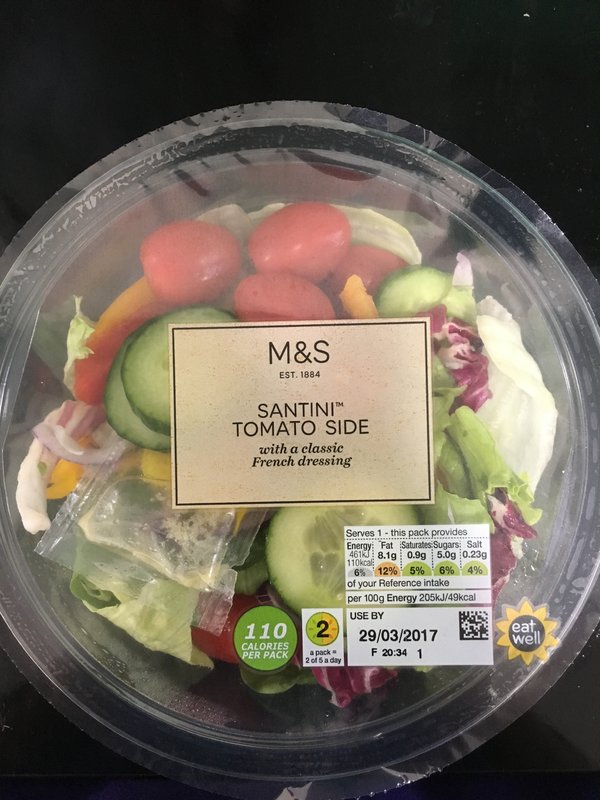 M&S
EST. 1884
SANTINI™
TOMATO SIDE
with a classic
French dressing
Serves 1 - this pack provides
Energy Fat Saturates Sugars Salt
461kJ 8.1g 0.9g 5.0g 0.23g
110kcal
6% 12% 5% 6% 4%
of your Reference intake
per 100g Energy 205kJ/49kcal
110
CALORIES
PER PACK
2
a pack =
2 of 5 a day
USE BY
29/03/2017
F 20:34 1
eat
well